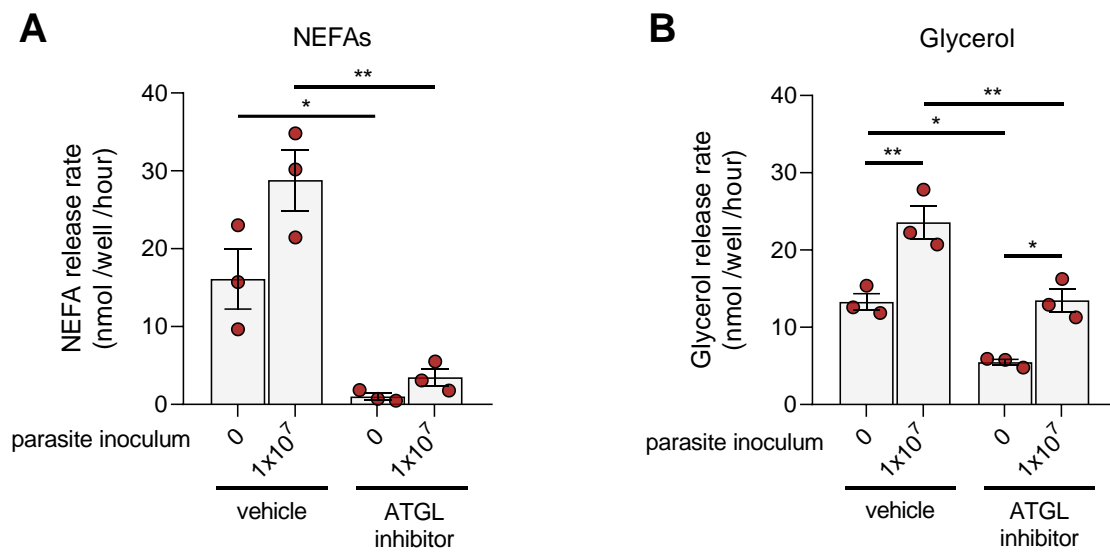 A
NEFAs
NEFA release rate
(nmol /well /hour)
40
30
20
10
0
*
**
parasite inoculum
0
1x10⁷
0
1x10⁷
vehicle
ATGL
inhibitor
B
Glycerol
Glycerol release rate
(nmol /well /hour)
40
30
20
10
0
**
*
**
*
parasite inoculum
0
1x10⁷
0
1x10⁷
vehicle
ATGL
inhibitor